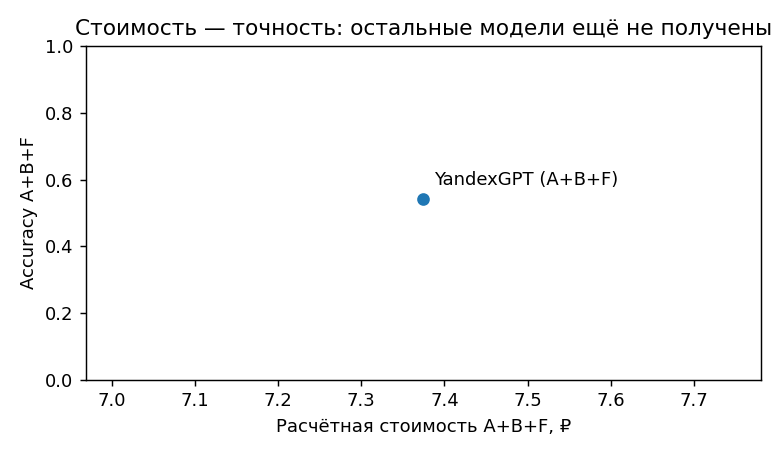 Стоимость — точность: остальные модели ещё не получены
1.0
0.8
0.6
0.4
0.2
0.0
Accuracy A+B+F
YandexGPT (A+B+F)
7.0 7.1 7.2 7.3 7.4 7.5 7.6 7.7
Расчётная стоимость A+B+F, ₽